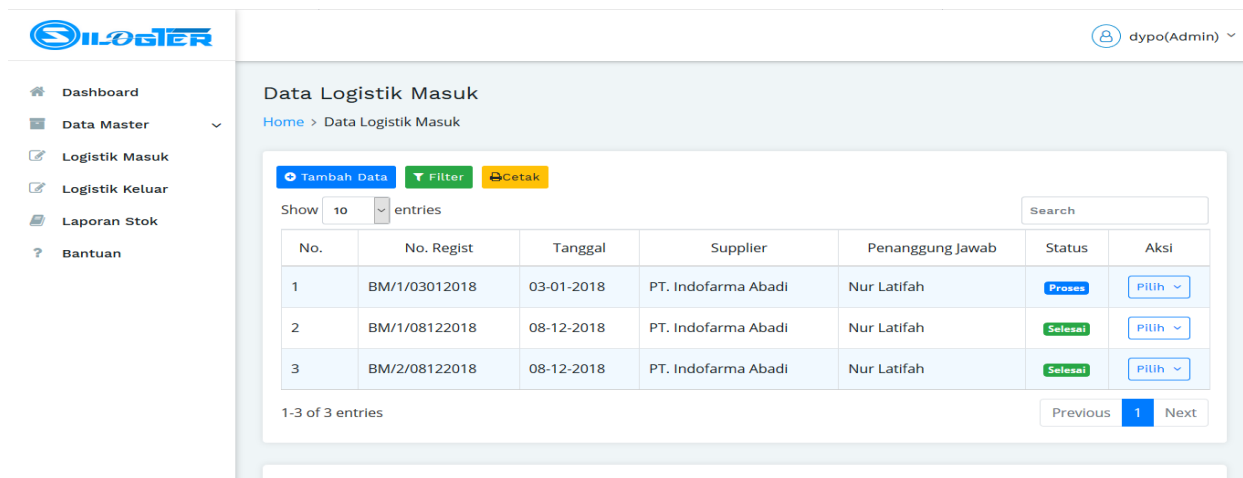 SILOGTER
dypo(Admin)
Dashboard
Data Master
Logistik Masuk
Logistik Keluar
Laporan Stok
? Bantuan
Data Logistik Masuk
Home > Data Logistik Masuk
Tambah Data Filter Cetak
Show 10 entries Search
No. No. Regist Tanggal Supplier Penanggung Jawab Status Aksi
1 BM/1/03012018 03-01-2018 PT. Indofarma Abadi Nur Latifah Proses Pilih
2 BM/1/08122018 08-12-2018 PT. Indofarma Abadi Nur Latifah Selesai Pilih
3 BM/2/08122018 08-12-2018 PT. Indofarma Abadi Nur Latifah Selesai Pilih
1-3 of 3 entries Previous 1 Next